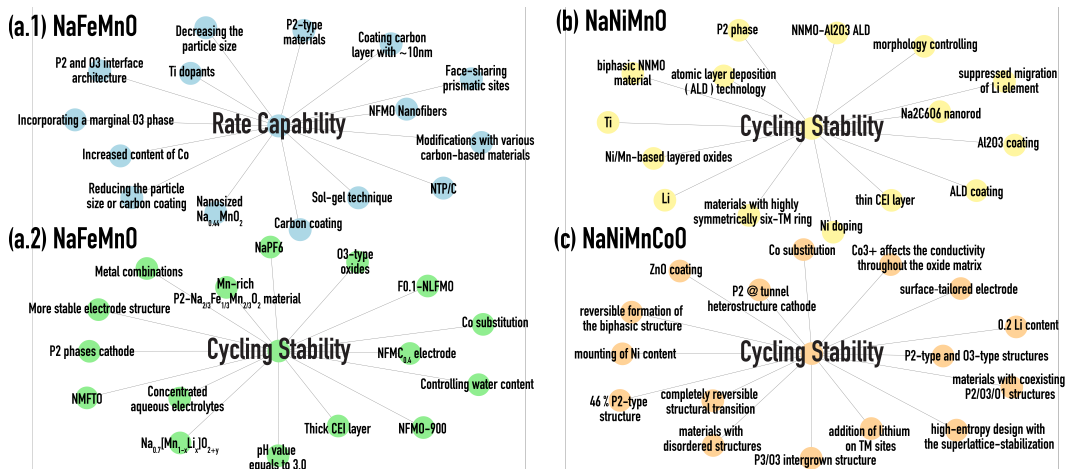 (a.1) NaFeMnO
Decreasing the
particle size
P2-type
materials
Coating carbon
layer with ~10nm
P2 and O3 interface
architecture
Ti dopants
Face-sharing
prismatic sites
NFMO Nanofibers
Incorporating a marginal O3 phase
Rate Capability
Modifications with various
carbon-based materials
Increased content of Co
Reducing the particle
size or carbon coating
Nanosized
Na0.44MnO2
Sol-gel technique
NTP/C
Carbon coating
(a.2) NaFeMnO
NaPF6
O3-type
oxides
Metal combinations
Mn-rich
P2-Na2/3Fe1/3Mn2/3O2 material
F0.1-NLFMO
More stable electrode structure
Co substitution
P2 phases cathode
Cycling Stability
NFMC0.4 electrode
Controlling water content
NMFTO
Concentrated
aqueous electrolytes
Na0.7[Mn1-xLix]O2+y
Thick CEI layer
NFMO-900
pH value
equals to 3.0
(b) NaNiMnO
P2 phase
NNMO-Al2O3 ALD
morphology controlling
biphasic NNMO
material
atomic layer deposition
( ALD ) technology
suppressed migration
of Li element
Na2C6O6 nanorod
Ti
Cycling Stability
Al2O3 coating
Ni/Mn-based layered oxides
Li
materials with highly
symmetrically six-TM ring
thin CEI layer
ALD coating
Ni doping
(c) NaNiMnCoO
Co substitution
Co3+ affects the conductivity
throughout the oxide matrix
ZnO coating
P2 @ tunnel
heterostructure cathode
surface-tailored electrode
reversible formation of
the biphasic structure
0.2 Li content
mounting of Ni content
Cycling Stability
P2-type and O3-type structures
46 % P2-type
structure
completely reversible
structural transition
materials with coexisting
P2/O3/O1 structures
materials with
disordered structures
addition of lithium
on TM sites
high-entropy design with
the superlattice-stabilization
P3/O3 intergrown structure